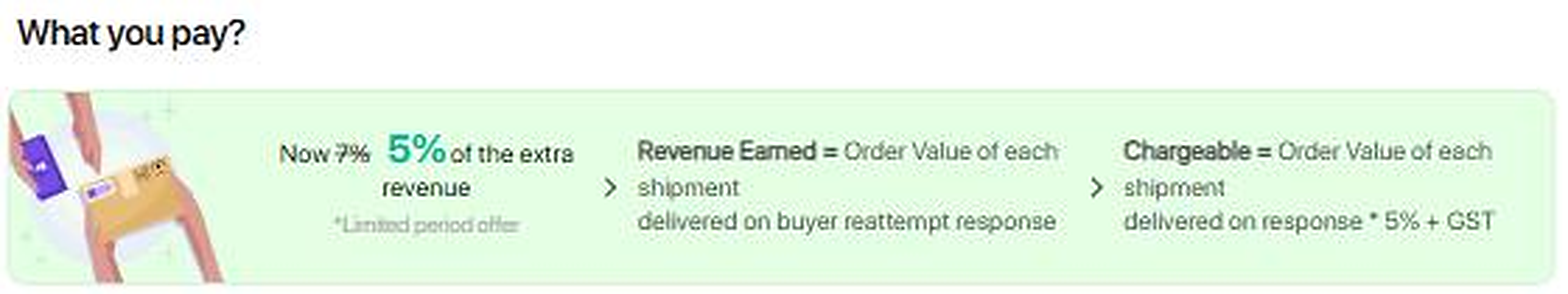 What you pay?
Now 7% 5% of the extra
revenue
*Limited period offer
Revenue Earned = Order Value of each
shipment
delivered on buyer reattempt response
Chargeable = Order Value of each
shipment
delivered on response * 5% + GST